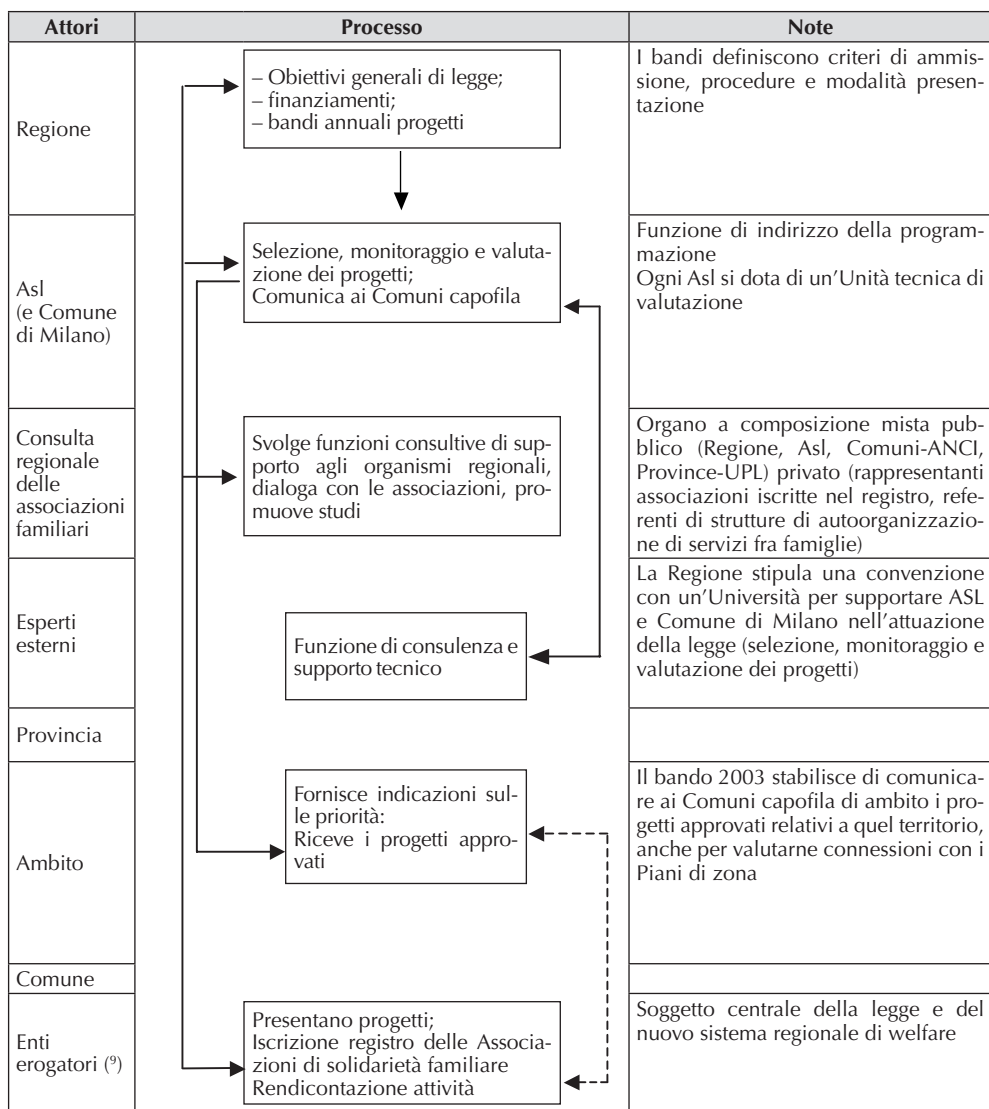 Attori
Processo
Note
Regione
– Obiettivi generali di legge;
– finanziamenti;
– bandi annuali progetti
I bandi definiscono criteri di ammis-
sione, procedure e modalità presen-
tazione
Asl
(e Comune
di Milano)
Selezione, monitoraggio e valuta-
zione dei progetti;
Comunica ai Comuni capofila
Funzione di indirizzo della program-
mazione
Ogni Asl si dota di un'Unità tecnica di
valutazione
Consulta
regionale
delle
associazioni
familiari
Svolge funzioni consultive di sup-
porto agli organismi regionali,
dialoga con le associazioni, pro-
muove studi
Organo a composizione mista pub-
blico (Regione, Asl, Comuni-ANCI,
Province-UPL) privato (rappresentanti
associazioni iscritte nel registro, refe-
renti di strutture di autoorganizzazio-
ne di servizi fra famiglie)
Esperti
esterni
Funzione di consulenza e
supporto tecnico
La Regione stipula una convenzione
con un'Università per supportare ASL
e Comune di Milano nell'attuazione
della legge (selezione, monitoraggio e
valutazione dei progetti)
Provincia
Ambito
Fornisce indicazioni sul-
le priorità:
Riceve i progetti appro-
vati
Il bando 2003 stabilisce di comunica-
re ai Comuni capofila di ambito i pro-
getti approvati relativi a quel territorio,
anche per valutarne connessioni con i
Piani di zona
Comune
Enti
erogatori (⁹)
Presentano progetti;
Iscrizione registro delle Associa-
zioni di solidarietà familiare
Rendicontazione attività
Soggetto centrale della legge e del
nuovo sistema regionale di welfare